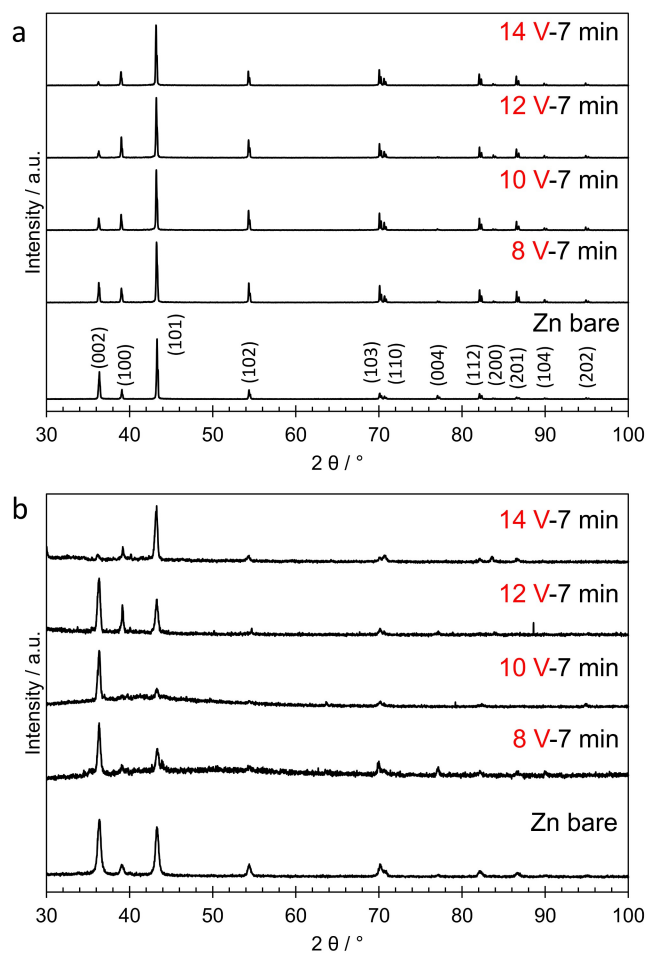 a
14 V-7 min
12 V-7 min
10 V-7 min
8 V-7 min
Zn bare
(002)
(100)
(101)
(102)
(103)
(110)
(004)
(112)
(200)
(201)
(104)
(202)
Intensity / a.u.
30 40 50 60 70 80 90 100
2 θ / °
b
14 V-7 min
12 V-7 min
10 V-7 min
8 V-7 min
Zn bare
Intensity / a.u.
30 40 50 60 70 80 90 100
2 θ / °